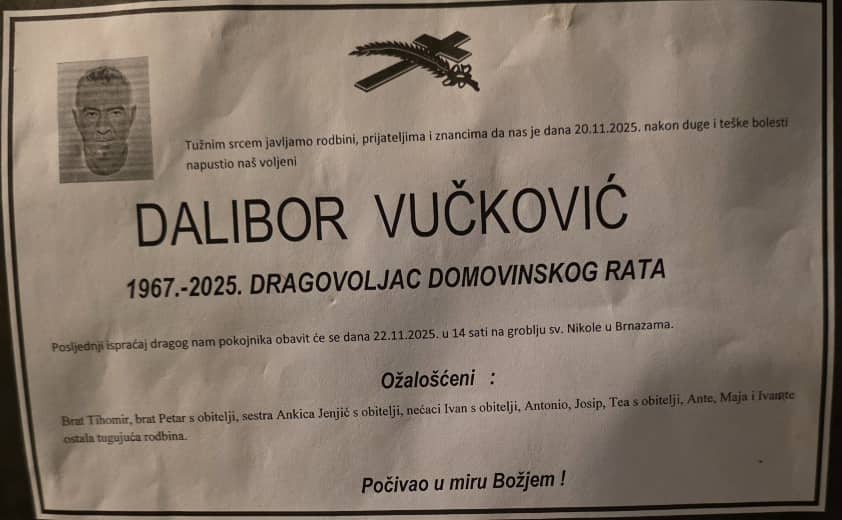 Tužnim srcem javljamo rodbini, prijateljima i znancima da nas je dana 20.11.2025. nakon duge i teške bolesti
napustio naš voljeni
DALIBOR VUČKOVIĆ
1967.-2025. DRAGOVOLJAC DOMOVINSKOG RATA
Posljednji ispraćaj dragog nam pokojnika obavit će se dana 22.11.2025. u 14 sati na groblju sv. Nikole u Brnazama.
Ožalošćeni :
Brat Tihomir, brat Petar s obitelji, sestra Ankica Jenjić s obitelji, nećaci Ivan s obitelji, Antonio, Josip, Tea s obitelji, Ante, Maja i
ostala tugujuća rodbina.
Počivao u miru Božjem !